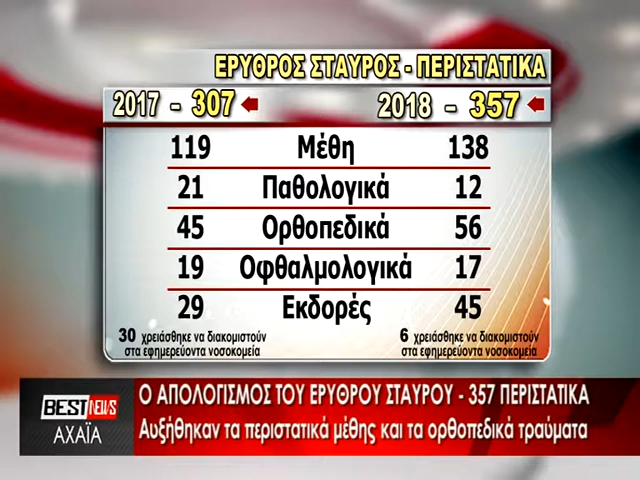 ΕΡΥΘΡΟΣ ΣΤΑΥΡΟΣ - ΠΕΡΙΣΤΑΤΙΚΑ
2017 - 307 2018 - 357
119 Μέθη 138
21 Παθολογικά 12
45 Ορθοπεδικά 56
19 Οφθαλμολογικά 17
29 Εκδορές 45
30 χρειάσθηκε να διακομιστούν 6 χρειάσθηκε να διακομιστούν
στα εφημερεύοντα νοσοκομεία στα εφημερεύοντα νοσοκομεία
BEST NEWS Ο ΑΠΟΛΟΓΙΣΜΟΣ ΤΟΥ ΕΡΥΘΡΟΥ ΣΤΑΥΡΟΥ - 357 ΠΕΡΙΣΤΑΤΙΚΑ
ΑΧΑΪΑ Αυξήθηκαν τα περιστατικά μέθης και τα ορθοπεδικά τραύματα